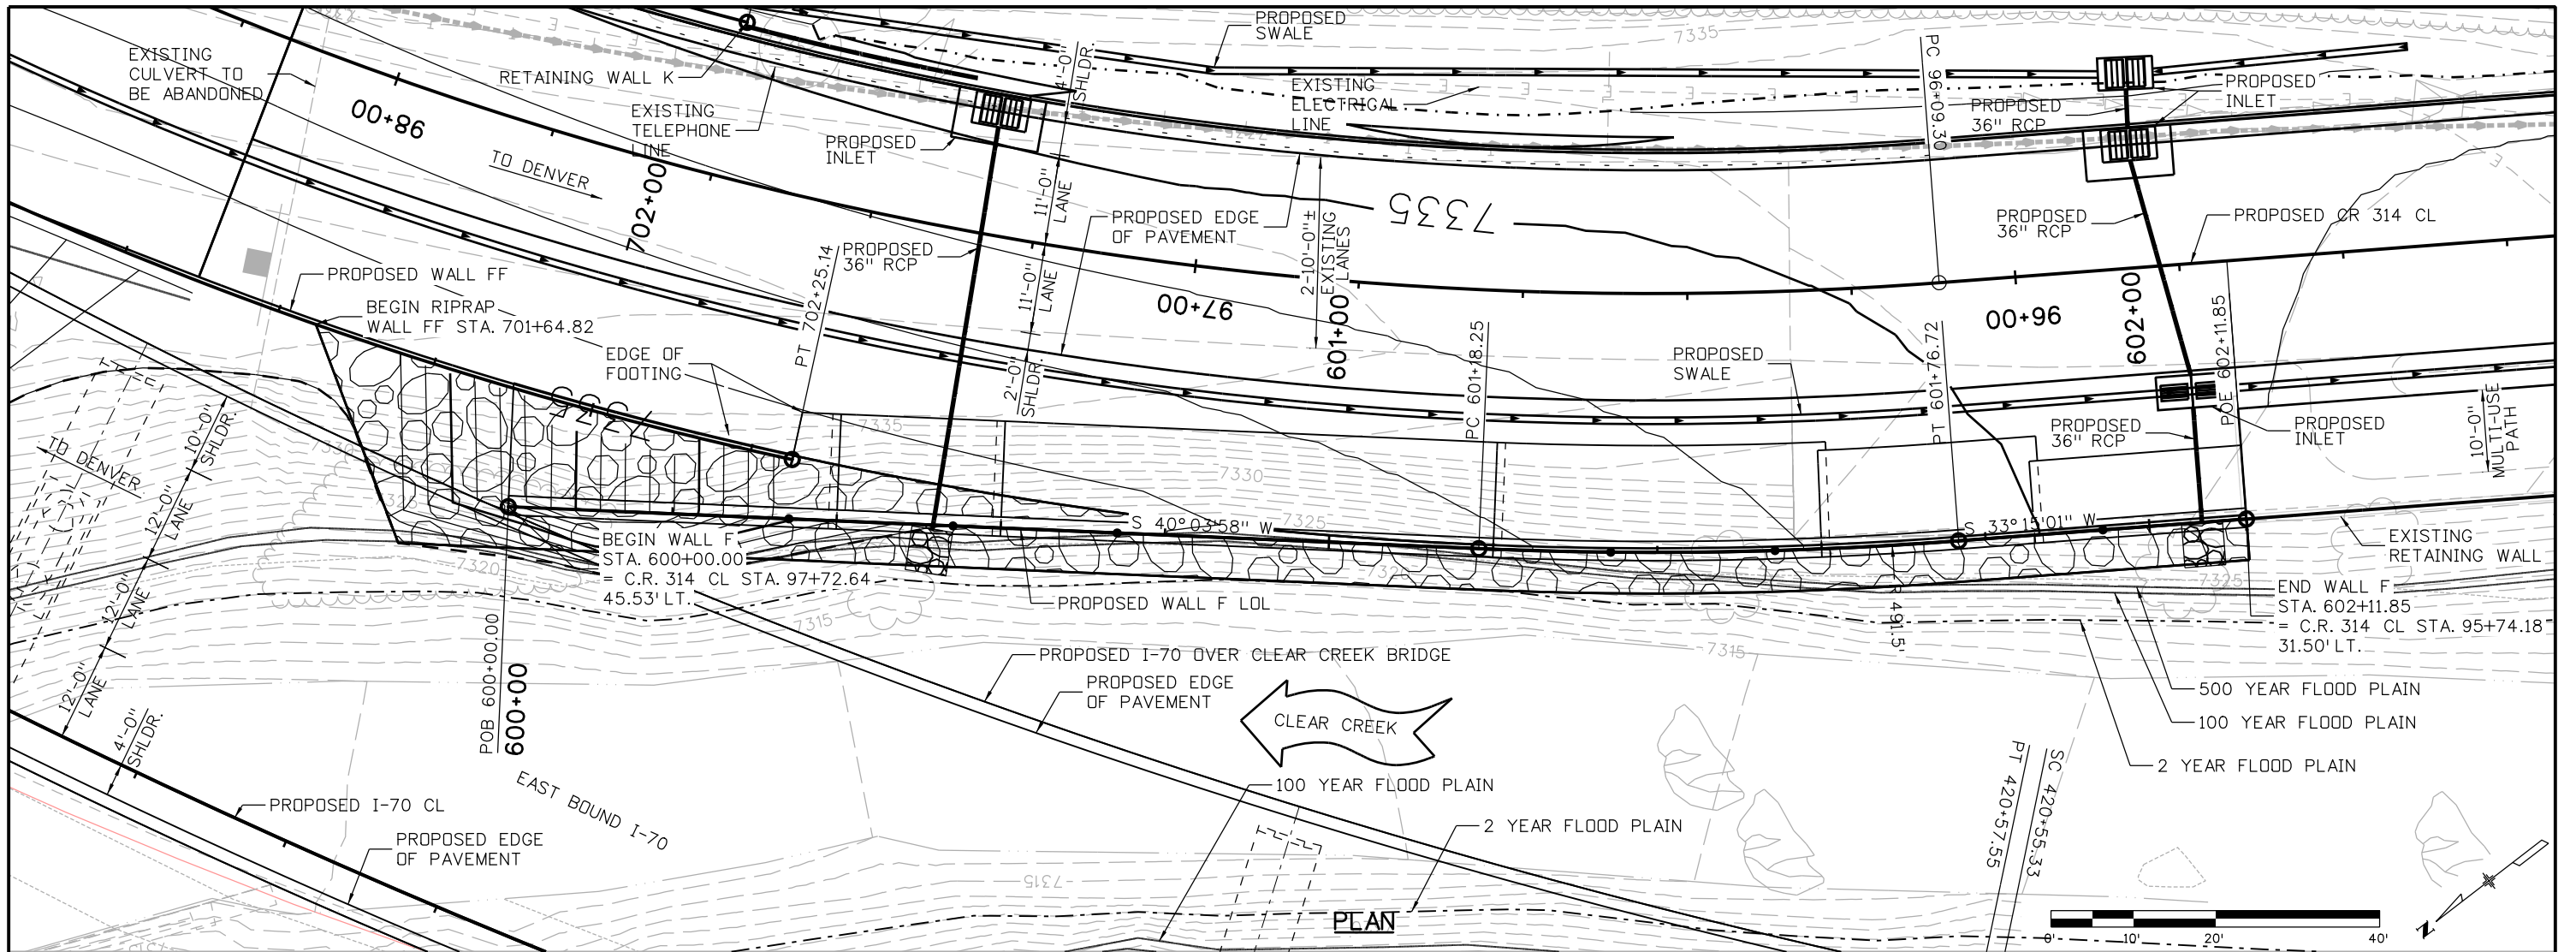 PROPOSED
SWALE
7335
EXISTING
CULVERT TO
BE ABANDONED
RETAINING WALL K
4'-0"
SHLDR.
PC 96+09.30
EXISTING
ELECTRICAL
LINE
PROPOSED
INLET
PROPOSED
36" RCP
98+00
EXISTING
TELEPHONE
LINE
PROPOSED
INLET
TO DENVER
702+00
11'-0"
LANE
7335
PROPOSED EDGE
OF PAVEMENT
2-10'-0"±
EXISTING
LANES
PROPOSED
36" RCP
PROPOSED CR 314 CL
PROPOSED
36" RCP
PROPOSED WALL FF
BEGIN RIPRAP
WALL FF STA. 701+64.82
PT 702+25.14
11'-0"
LANE
97+00
601+00
96+00
602+00
POE 602+11.85
EDGE OF
FOOTING
2'-0"
SHLDR.
PC 601+18.25
PT 601+76.72
PROPOSED
SWALE
10'-0"
MULTI-USE
PATH
PROPOSED
INLET
PROPOSED
36" RCP
7335
7330
7330
10'-0"
SHLDR.
TO DENVER
12'-0"
LANE
12'-0"
LANE
12'-0"
LANE
4'-0"
SHLDR.
S 40°03'58" W
7325
S 33°15'01" W
EXISTING
RETAINING WALL
BEGIN WALL F
STA. 600+00.00
= C.R. 314 CL STA. 97+72.64
45.53' LT.
7320
7325
PROPOSED WALL F LOL
END WALL F
STA. 602+11.85
= C.R. 314 CL STA. 95+74.18
31.50' LT.
7315
7315
R 491.5'
POB 600+00.00
600+00
PROPOSED I-70 OVER CLEAR CREEK BRIDGE
PROPOSED EDGE
OF PAVEMENT
CLEAR CREEK
500 YEAR FLOOD PLAIN
100 YEAR FLOOD PLAIN
2 YEAR FLOOD PLAIN
EAST BOUND I-70
100 YEAR FLOOD PLAIN
2 YEAR FLOOD PLAIN
PT 420+57.55
SC 420+55.33
PROPOSED I-70 CL
PROPOSED EDGE
OF PAVEMENT
7315
PLAN
0' 10' 20' 40'
N